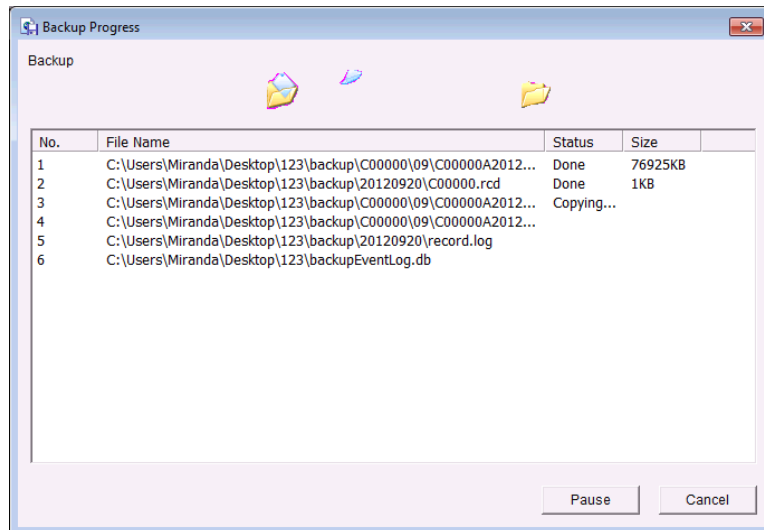 Backup Progress
Backup
No. File Name Status Size
1 C:\Users\Miranda\Desktop\123\backup\C00000\09\C00000A2012... Done 76925KB
2 C:\Users\Miranda\Desktop\123\backup\20120920\C00000.rcd Done 1KB
3 C:\Users\Miranda\Desktop\123\backup\C00000\09\C00000A2012... Copying...
4 C:\Users\Miranda\Desktop\123\backup\C00000\09\C00000A2012...
5 C:\Users\Miranda\Desktop\123\backup\20120920\record.log
6 C:\Users\Miranda\Desktop\123\backupEventLog.db
Pause Cancel